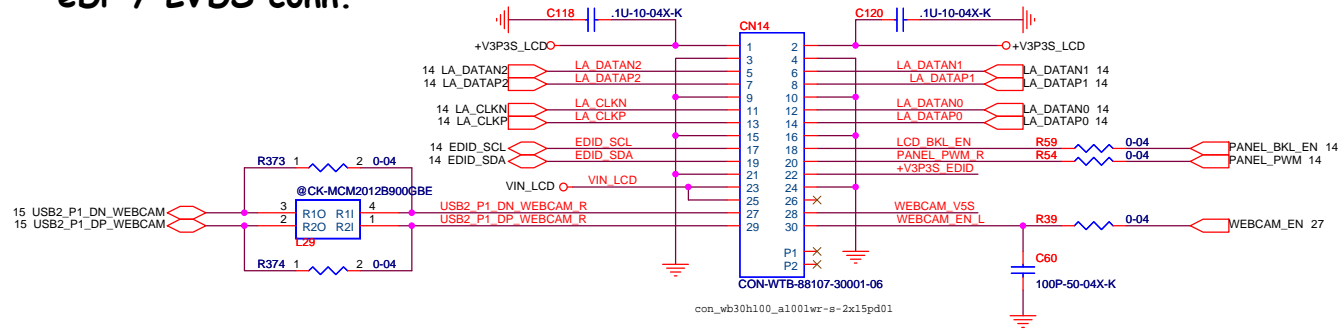 eDP / LVDS conn.
C118 .1U-10-04X-K C120 .1U-10-04X-K
CN14
+V3P3S_LCD 1 2 +V3P3S_LCD
3 4
14 LA_DATAN2 LA_DATAN2 5 6 LA_DATAN1 LA_DATAN1 14
14 LA_DATAP2 LA_DATAP2 7 8 LA_DATAP1 LA_DATAP1 14
9 10
14 LA_CLKN LA_CLKN 11 12 LA_DATAN0 LA_DATAN0 14
14 LA_CLKP LA_CLKP 13 14 LA_DATAP0 LA_DATAP0 14
15 16
14 EDID_SCL EDID_SCL 17 18 LCD_BKL_EN R59 0-04 PANEL_BKL_EN 14
14 EDID_SDA EDID_SDA 19 20 PANEL_PWM_R R54 0-04 PANEL_PWM 14
R373 1 2 0-04 21 22 +V3P3S_EDID
VIN_LCD VIN_LCD 23 24
@CK-MCM2012B900GBE
25 26
15 USB2_P1_DN_WEBCAM 3 R1O R1I 4 USB2_P1_DN_WEBCAM_R 27 28 WEBCAM_V5S
15 USB2_P1_DP_WEBCAM 2 R2O R2I 1 USB2_P1_DP_WEBCAM_R 29 30 WEBCAM_EN_L R39 0-04 WEBCAM_EN 27
L29
P1
R374 1 2 0-04 P2 C60
CON-WTB-88107-30001-06 100P-50-04X-K
con_wb30h100_a1001wr-s-2x15pd01